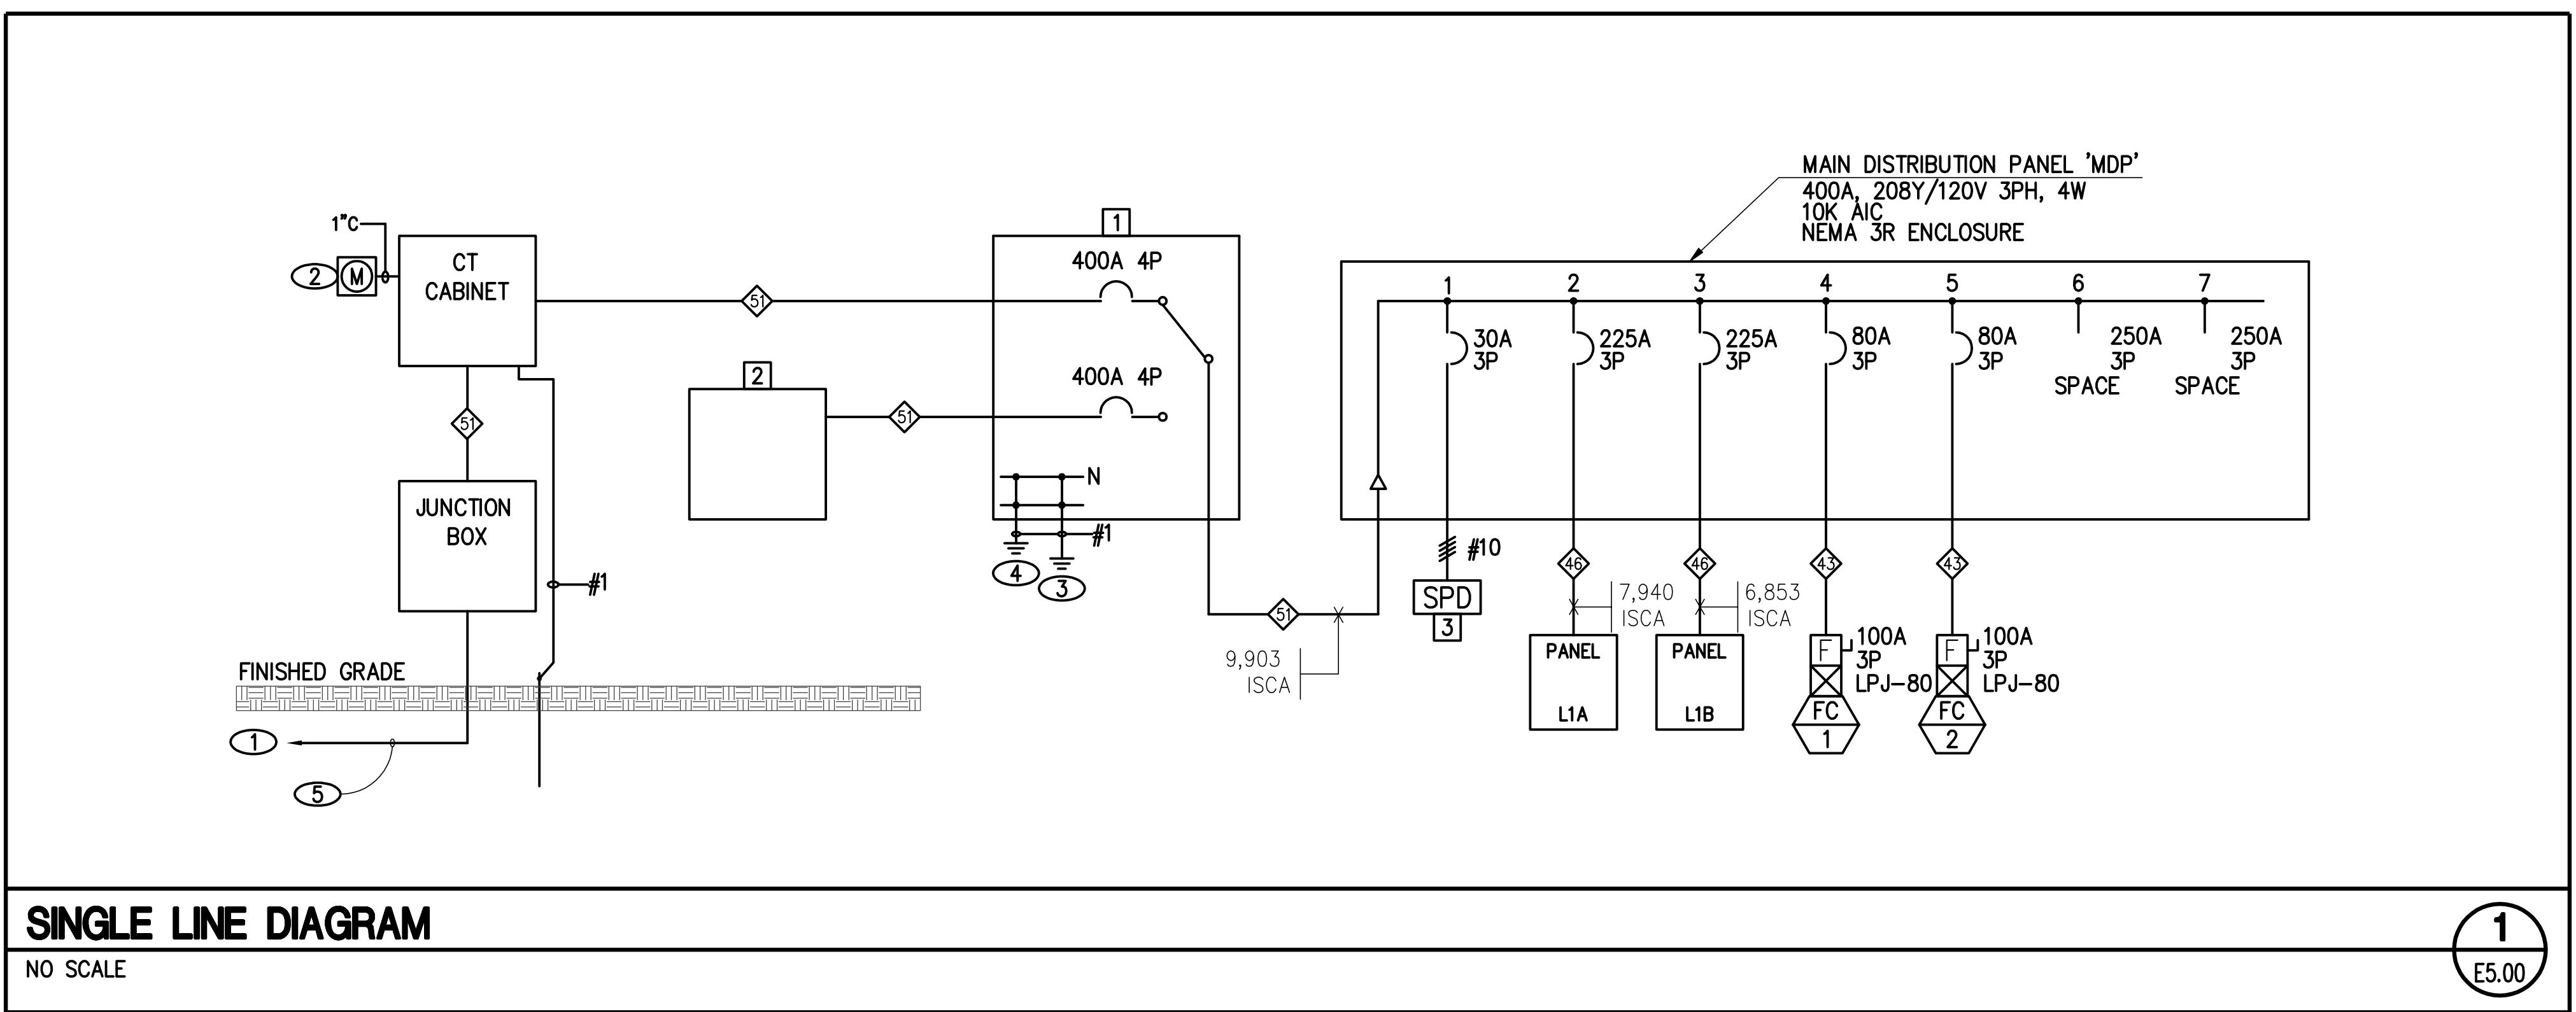 MAIN DISTRIBUTION PANEL 'MDP'
400A, 208Y/120V 3PH, 4W
10K AIC
NEMA 3R ENCLOSURE
1"C
2
M
CT
CABINET
51
51
JUNCTION
BOX
#1
FINISHED GRADE
1
5
2
51
1
400A 4P
400A 4P
N
#1
4
3
51
9,903
ISCA
1
2
3
4
5
6
7
30A
3P
225A
3P
225A
3P
80A
3P
80A
3P
250A
3P
SPACE
250A
3P
SPACE
#10
SPD
3
46
7,940
ISCA
PANEL
L1A
46
6,853
ISCA
PANEL
L1B
43
F
100A
3P
LPJ-80
FC
1
43
F
100A
3P
LPJ-80
FC
2
SINGLE LINE DIAGRAM
NO SCALE
1
E5.00